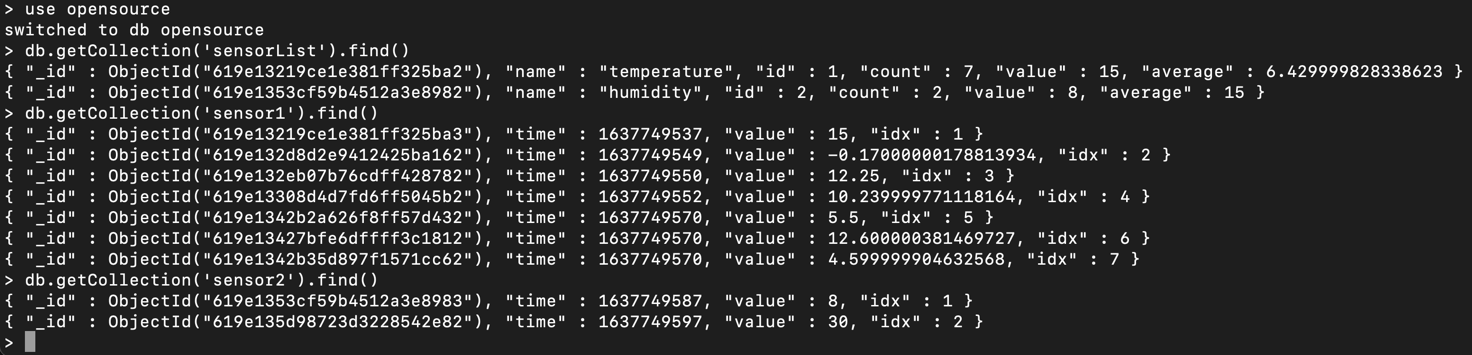 > use opensource
switched to db opensource
> db.getCollection('sensorList').find()
{ "_id" : ObjectId("619e13219ce1e381ff325ba2"), "name" : "temperature", "id" : 1, "count" : 7, "value" : 15, "average" : 6.429999828338623 }
{ "_id" : ObjectId("619e1353cf59b4512a3e8982"), "name" : "humidity", "id" : 2, "count" : 2, "value" : 8, "average" : 15 }
> db.getCollection('sensor1').find()
{ "_id" : ObjectId("619e13219ce1e381ff325ba3"), "time" : 1637749537, "value" : 15, "idx" : 1 }
{ "_id" : ObjectId("619e132d8d2e9412425ba162"), "time" : 1637749549, "value" : -0.17000000178813934, "idx" : 2 }
{ "_id" : ObjectId("619e132eb07b76cdff428782"), "time" : 1637749550, "value" : 12.25, "idx" : 3 }
{ "_id" : ObjectId("619e13308d4d7fd6ff5045b2"), "time" : 1637749552, "value" : 10.239999771118164, "idx" : 4 }
{ "_id" : ObjectId("619e1342b2a626f8ff57d432"), "time" : 1637749570, "value" : 5.5, "idx" : 5 }
{ "_id" : ObjectId("619e13427bfe6dffff3c1812"), "time" : 1637749570, "value" : 12.600000381469727, "idx" : 6 }
{ "_id" : ObjectId("619e1342b35d897f1571cc62"), "time" : 1637749570, "value" : 4.599999904632568, "idx" : 7 }
> db.getCollection('sensor2').find()
{ "_id" : ObjectId("619e1353cf59b4512a3e8983"), "time" : 1637749587, "value" : 8, "idx" : 1 }
{ "_id" : ObjectId("619e135d98723d3228542e82"), "time" : 1637749597, "value" : 30, "idx" : 2 }
>